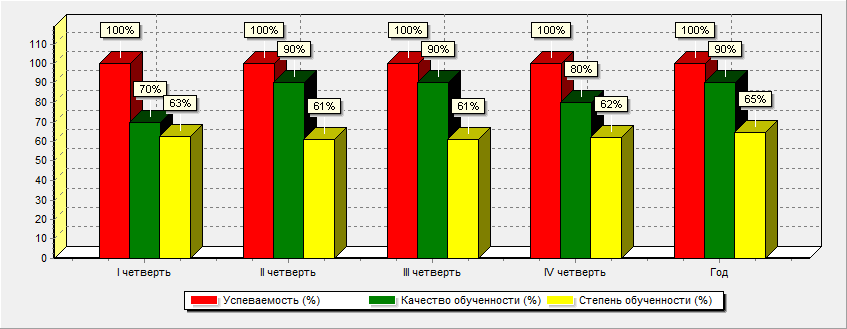 100% 100% 100% 100% 100%
90% 90% 90%
80%
70%
63% 61% 61% 62% 65%
110
100
90
80
70
60
50
40
30
20
10
0
I четверть II четверть III четверть IV четверть Год
Успеваемость (%) Качество обученности (%) Степень обученности (%)